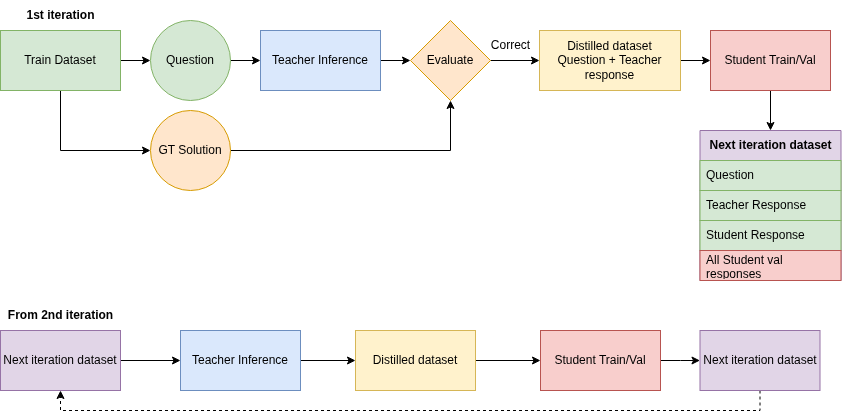 1st iteration
Train Dataset
Question
Teacher Inference
Evaluate
Correct
Distilled dataset
Question + Teacher
response
Student Train/Val
GT Solution
Next iteration dataset
Question
Teacher Response
Student Response
All Student val
responses
From 2nd iteration
Next iteration dataset
Teacher Inference
Distilled dataset
Student Train/Val
Next iteration dataset